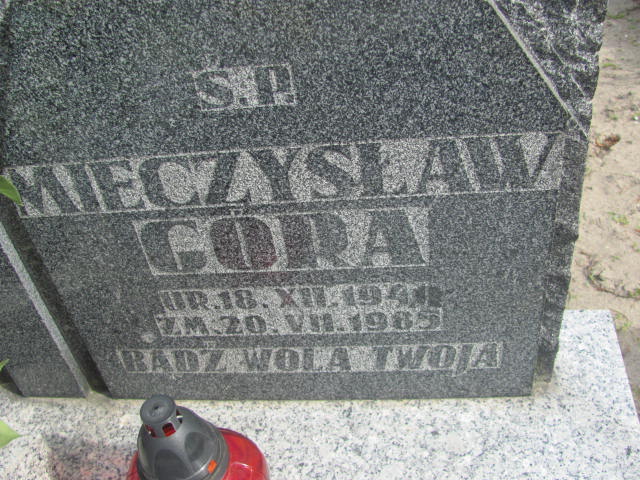 Ś.P.
MIECZYSŁAW
GÓRA
UR. 18. XII. 1941
ZM. 20. VII. 1985
BĄDŹ WOLA TWOJA